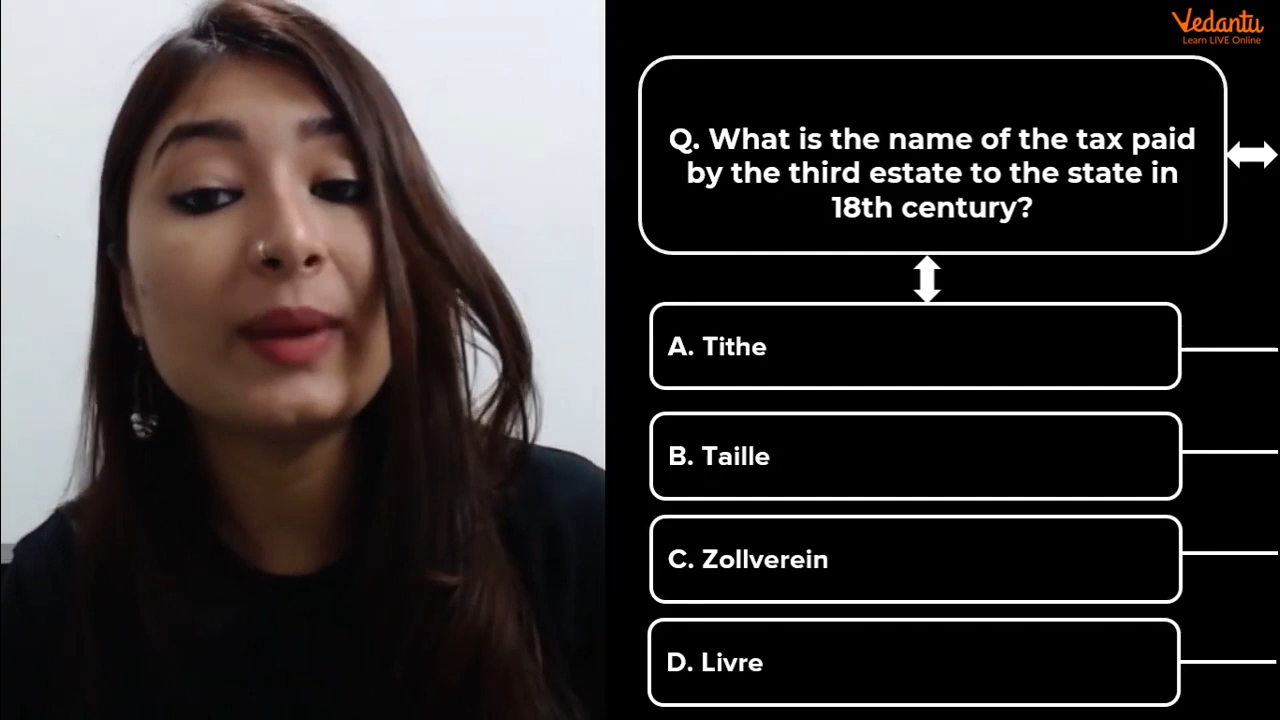 Vedantu
Learn LIVE Online
Q. What is the name of the tax paid
by the third estate to the state in
18th century?
A. Tithe
B. Taille
C. Zollverein
D. Livre